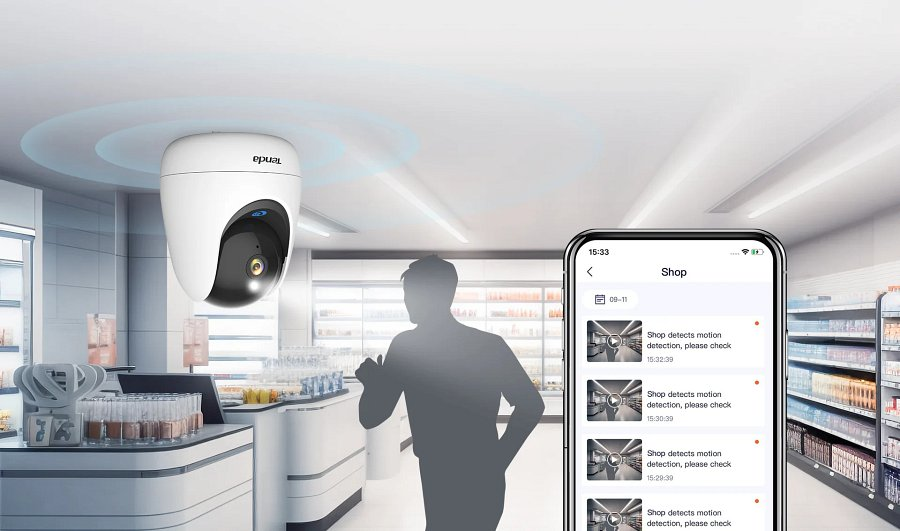 Tenda
15:33
Shop
09-11
Shop detects motion
detection, please check
15:32:39
Shop detects motion
detection, please check
15:30:39
Shop detects motion
detection, please check
15:29:39
Shop detects motion
detection, please check